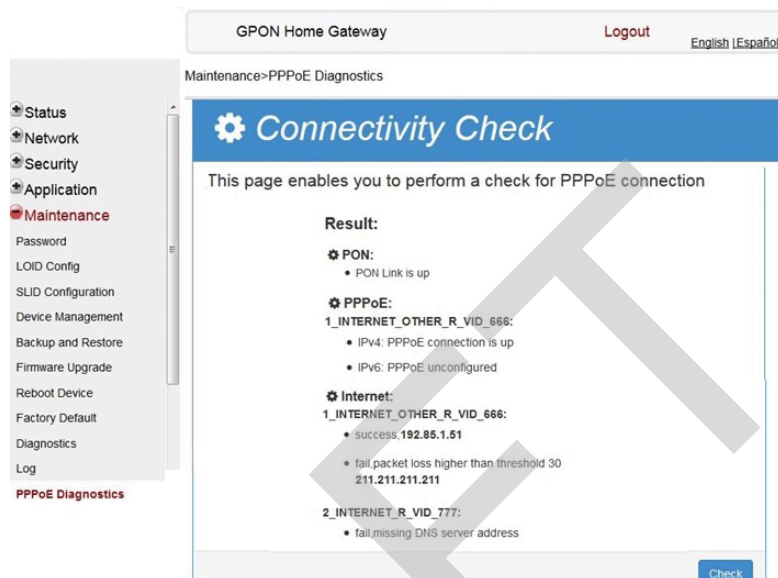 GPON Home Gateway
Logout
English |Español
Maintenance>PPPoE Diagnostics
Status
Network
Security
Application
Maintenance
Password
LOID Config
SLID Configuration
Device Management
Backup and Restore
Firmware Upgrade
Reboot Device
Factory Default
Diagnostics
Log
PPPoE Diagnostics
Connectivity Check
This page enables you to perform a check for PPPoE connection
Result:
PON:
• PON Link is up
PPPoE:
1_INTERNET_OTHER_R_VID_666:
• IPv4: PPPoE connection is up
• IPv6: PPPoE unconfigured
Internet:
1_INTERNET_OTHER_R_VID_666:
• success,192.85.1.51
• fail,packet loss higher than threshold 30
211.211.211.211
2_INTERNET_R_VID_777:
• fail,missing DNS server address
Check